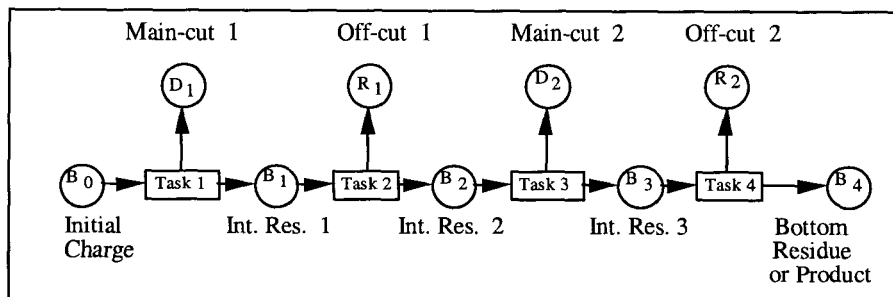 Main-cut 1 Off-cut 1 Main-cut 2 Off-cut 2
D1 R1 D2 R2
B0 Task 1 B1 Task 2 B2 Task 3 B3 Task 4 B4
Initial Int. Res. 1 Int. Res. 2 Int. Res. 3 Bottom
Charge Residue
or Product